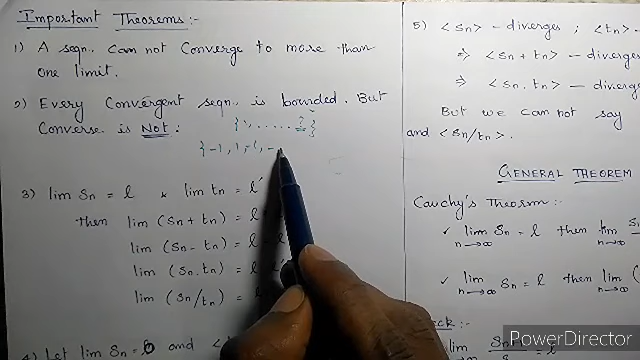 Important Theorems :-
1) A seqn. can not Converge to more than
one limit.
2) Every Convergent seqn. is bounded. But
Converse is Not.
{1, ...... ?}
{-1, 1, -1, -
3) lim Sn = l & lim tn = l'
then lim (Sn + tn) = l
lim (Sn - tn) = l -
lim (Sn . tn) = l
lim (Sn/tn) =
4) Let lim Sn = 0 and <
5) <Sn> - diverges ; <tn> -
⇒ <Sn + tn> - diverge
⇒ <Sn . tn> - diverge
But we can not say
and <Sn/tn>.
GENERAL THEOREM
Cauchy's Theorem :-
✓ lim n→∞ Sn = l then lim n→∞
✓ lim n→∞ Sn = l then lim n→∞ (
:-
lim = l
PowerDirector